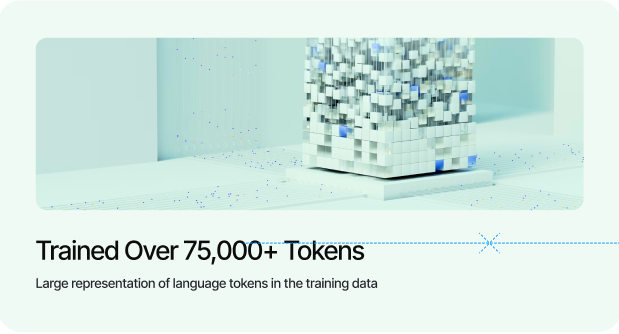 Trained Over 75,000+ Tokens
Large representation of language tokens in the training data